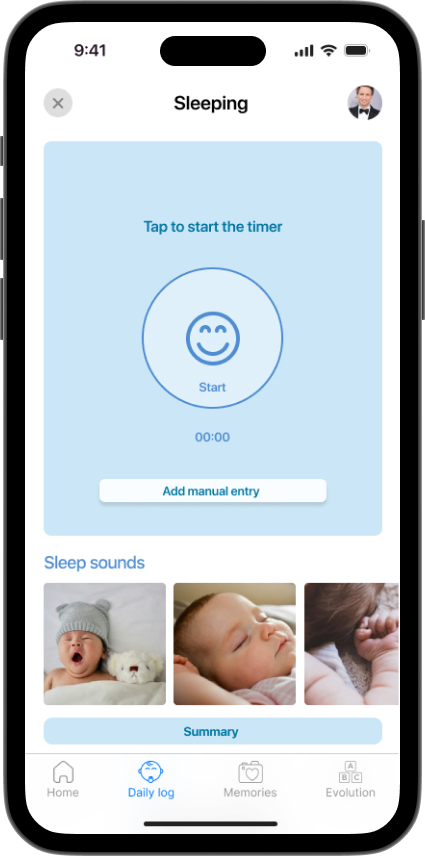 9:41
Sleeping
Tap to start the timer
Start
00:00
Add manual entry
Sleep sounds
Summary
A
B C
Home
Daily log
Memories
Evolution